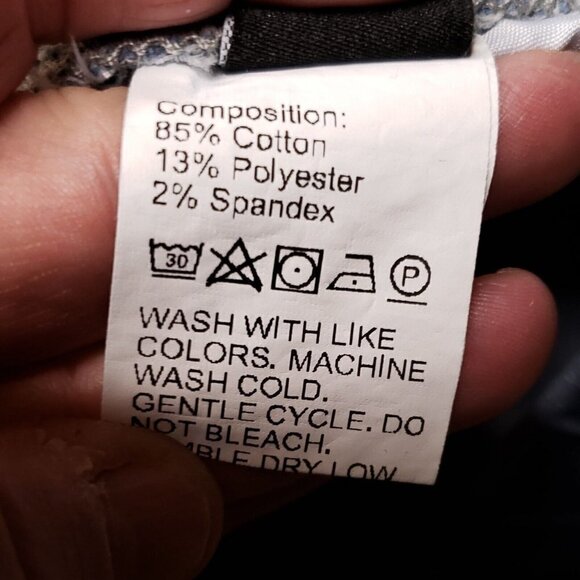 Composition:
85% Cotton
13% Polyester
2% Spandex
30 P
WASH WITH LIKE
COLORS. MACHINE
WASH COLD.
GENTLE CYCLE. DO
NOT BLEACH.
DRY LOW